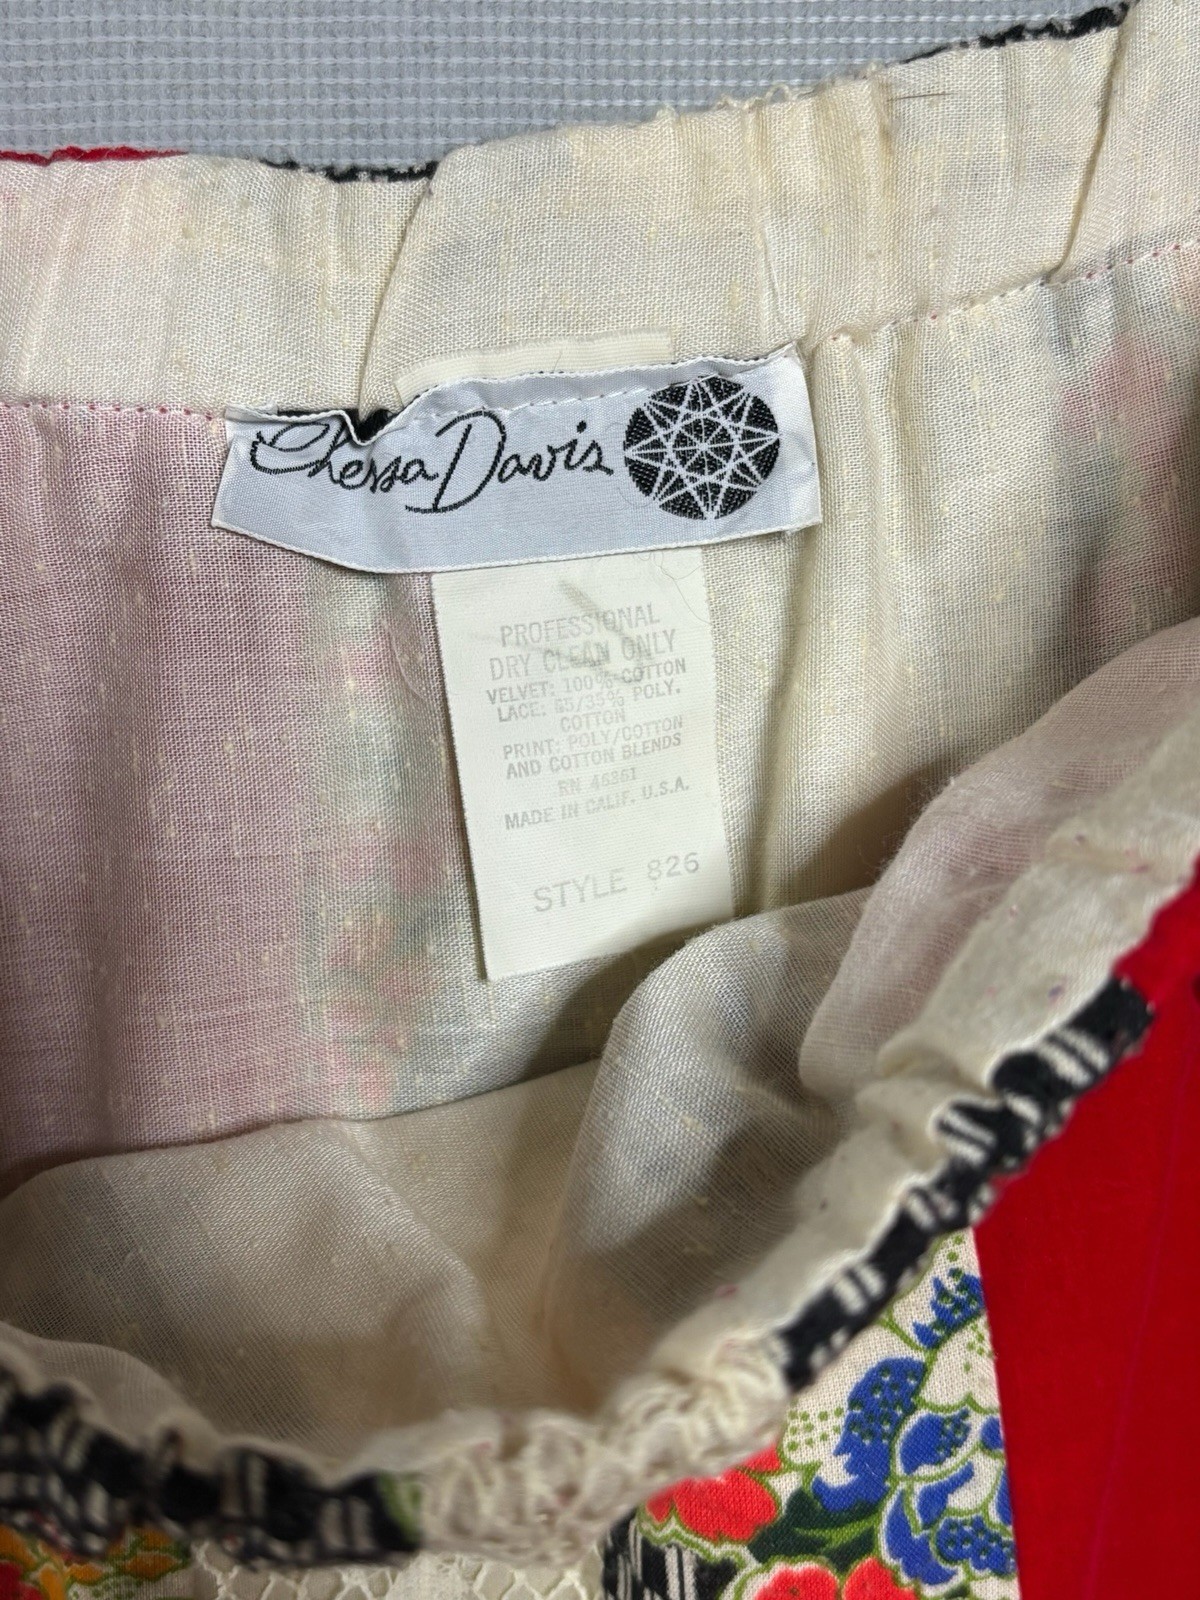 Chessa Davis
PROFESSIONAL
DRY CLEAN ONLY
VELVET: 100% COTTON
LACE: 65/35% POLY.
COTTON
PRINT: POLY/COTTON
AND COTTON BLENDS
RN 46361
MADE IN CALIF. U.S.A.
STYLE 826